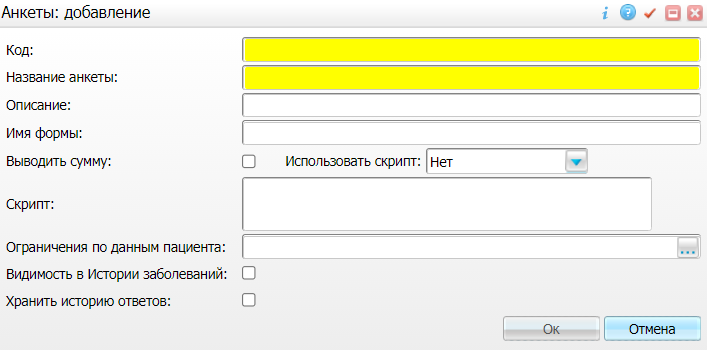 Анкеты: добавление
Код:
Название анкеты:
Описание:
Имя формы:
Выводить сумму: Использовать скрипт: Нет
Скрипт:
Ограничения по данным пациента: ...
Видимость в Истории заболеваний:
Хранить историю ответов:
Ок Отмена